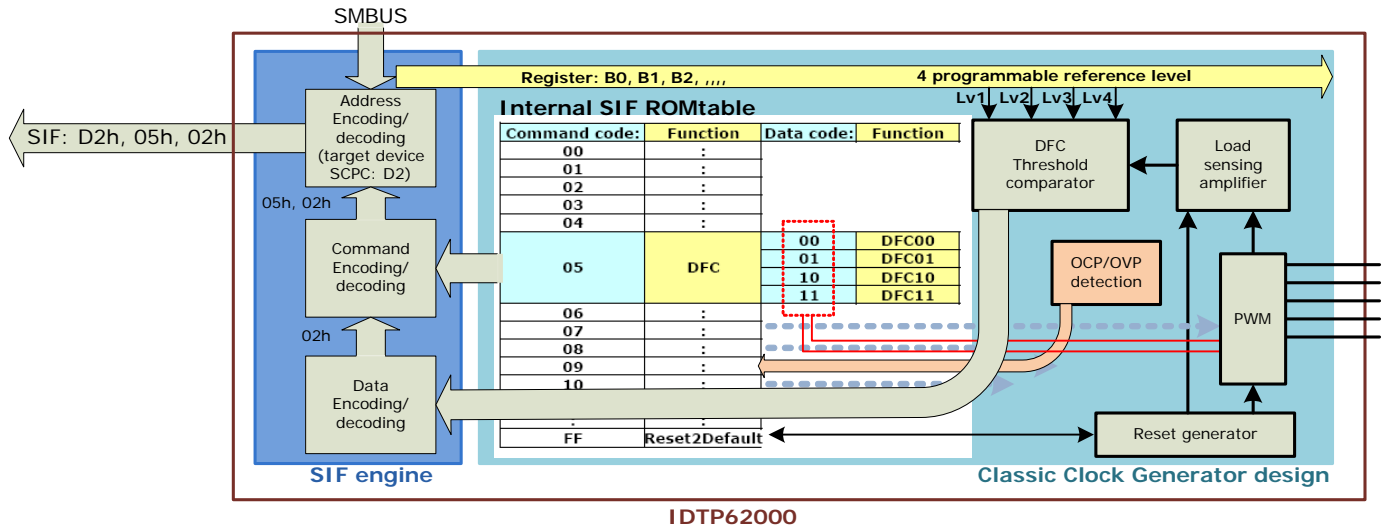 SMBUS
Register: B0, B1, B2, ,,,,
4 programmable reference level
Lv1 Lv2 Lv3 Lv4
SIF: D2h, 05h, 02h
Address
Encoding/
decoding
(target device
SCPC: D2)
05h, 02h
Command
Encoding/
decoding
02h
Data
Encoding/
decoding
SIF engine
Internal SIF ROMtable
Command code: Function Data code: Function
00 :
01 :
02 :
03 :
04 :
05 DFC
00 DFC00
01 DFC01
10 DFC10
11 DFC11
06 :
07 :
08 :
09 :
10 :
: :
FF Reset2Default
DFC
Threshold
comparator
Load
sensing
amplifier
OCP/OVP
detection
PWM
Reset generator
Classic Clock Generator design
IDTP62000